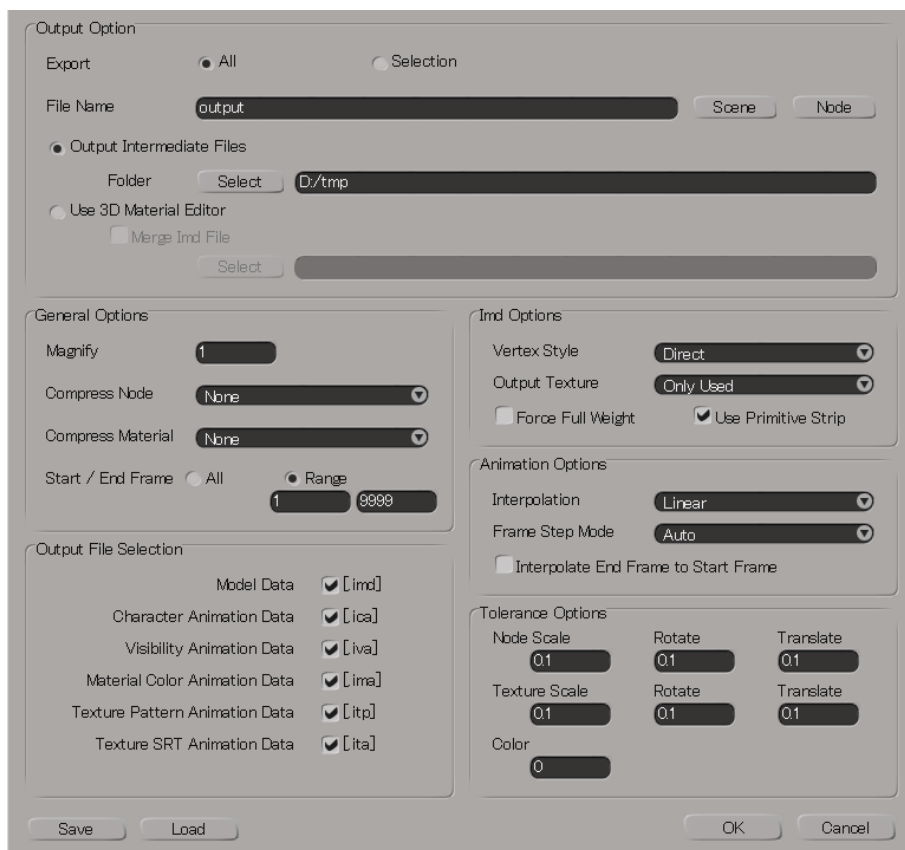 Output Option
Export All Selection
File Name output Scene Node
Output Intermediate Files
Folder Select D:/tmp
Use 3D Material Editor
Merge Imd File
Select
General Options
Magnify 1
Compress Node None
Compress Material None
Start / End Frame All Range
1 9999
Output File Selection
Model Data [imd]
Character Animation Data [ica]
Visibility Animation Data [iva]
Material Color Animation Data [ima]
Texture Pattern Animation Data [itp]
Texture SRT Animation Data [ita]
Imd Options
Vertex Style Direct
Output Texture Only Used
Force Full Weight Use Primitive Strip
Animation Options
Interpolation Linear
Frame Step Mode Auto
Interpolate End Frame to Start Frame
Tolerance Options
Node Scale Rotate Translate
0.1 0.1 0.1
Texture Scale Rotate Translate
0.1 0.1 0.1
Color
0
Save Load OK Cancel